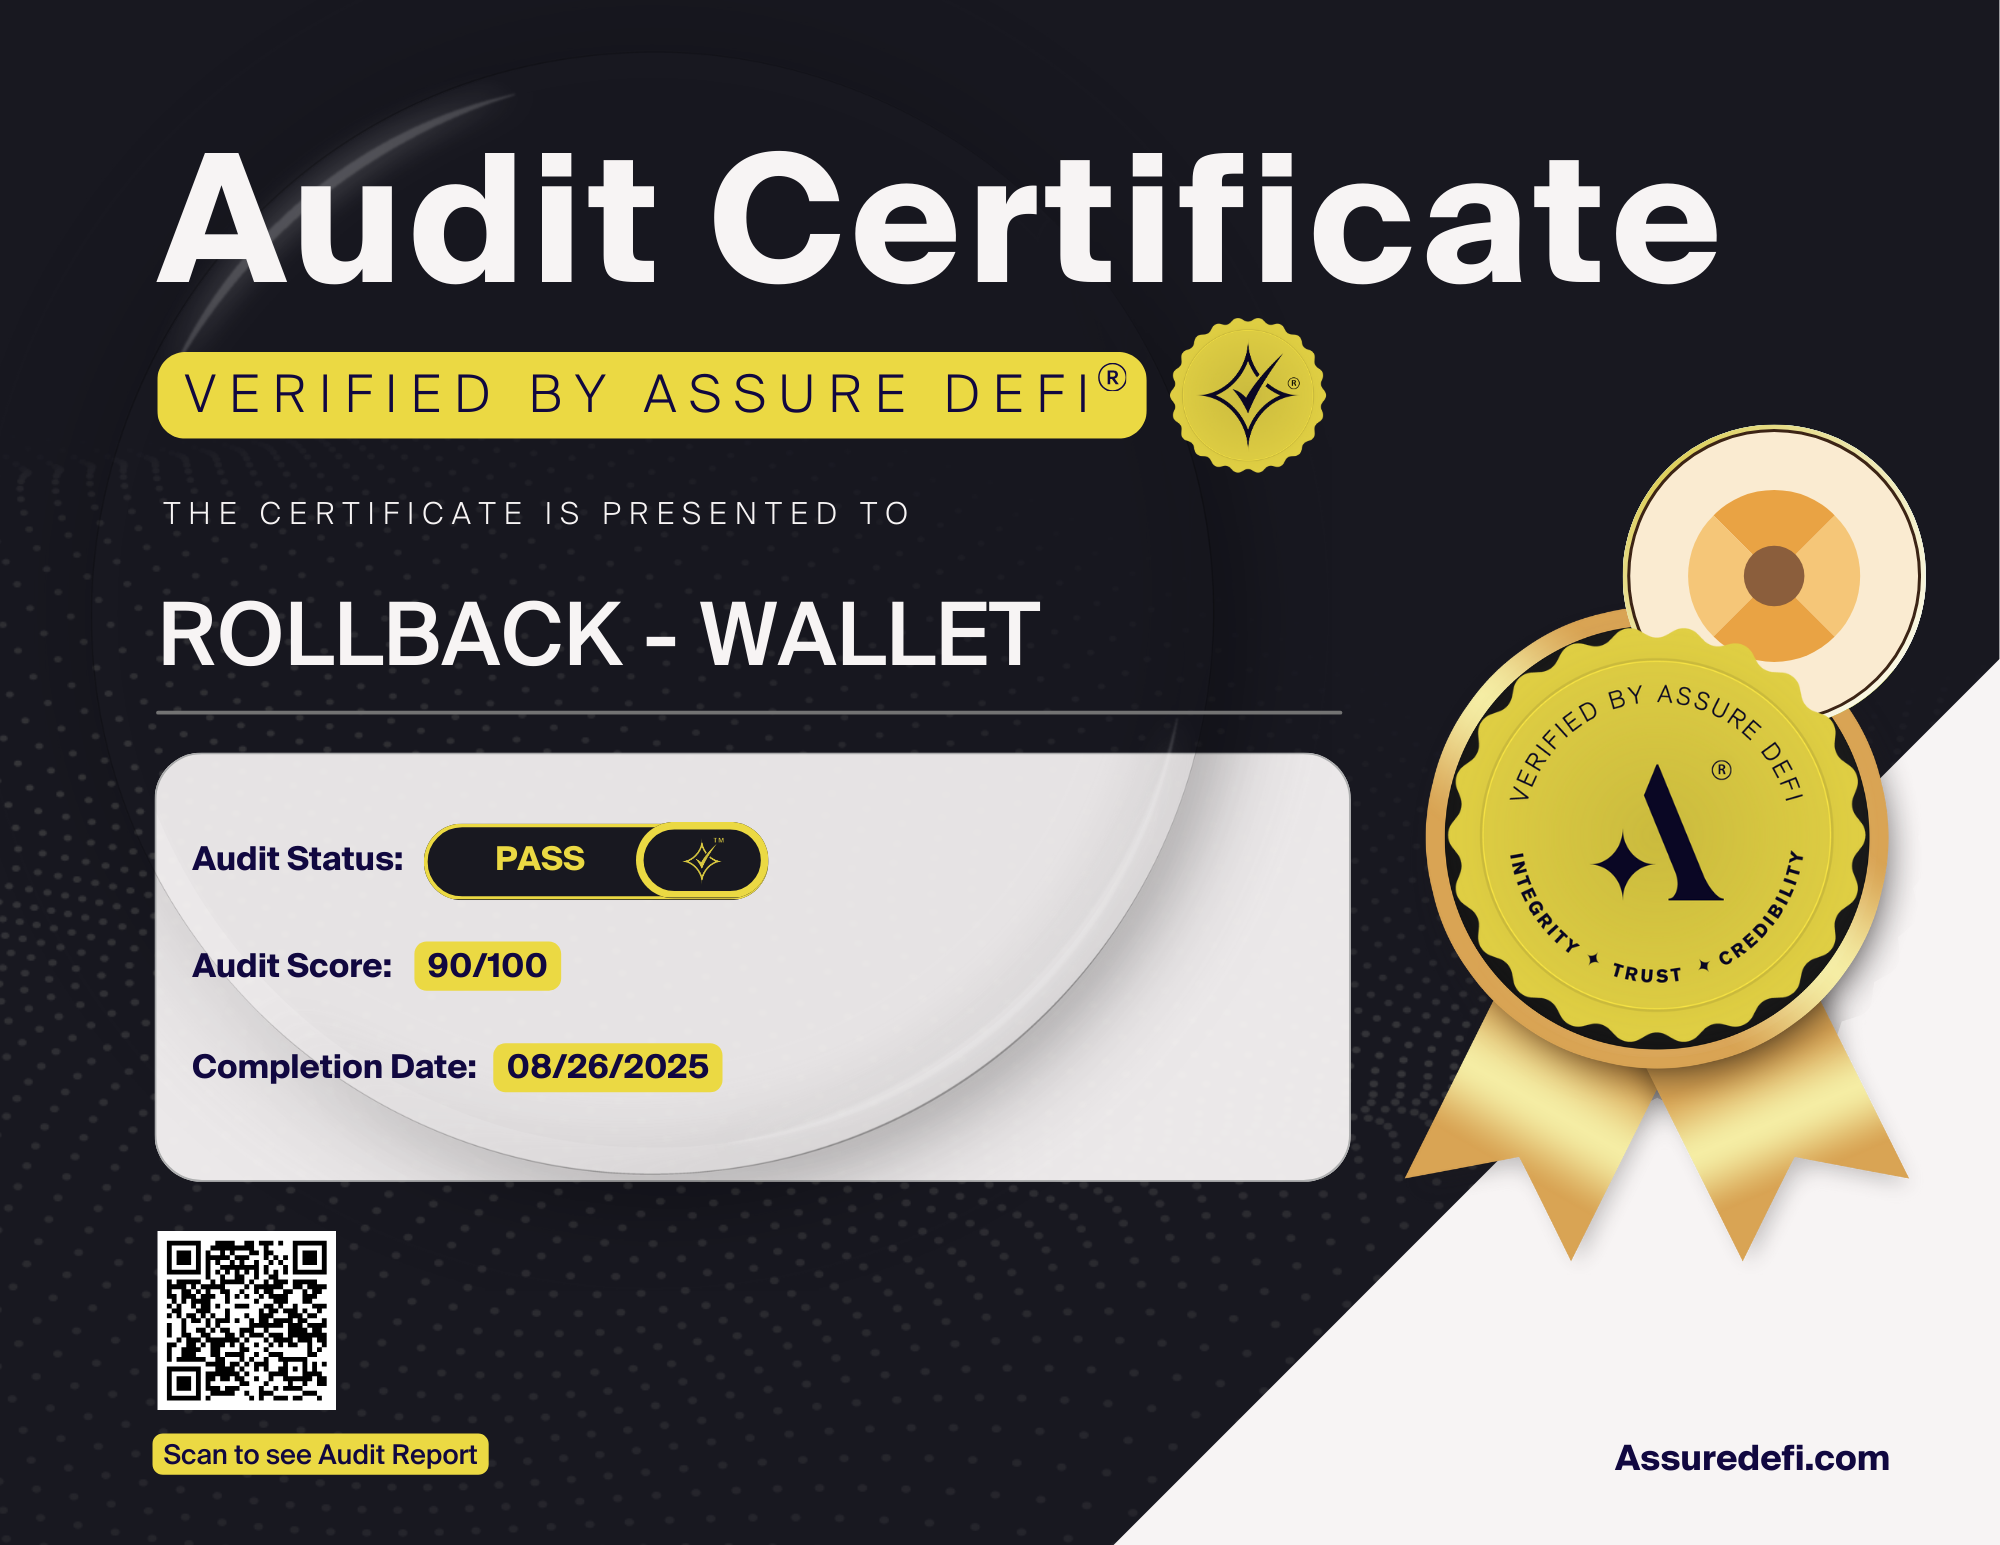 Audit Certificate
VERIFIED BY ASSURE DEFI®
®
THE CERTIFICATE IS PRESENTED TO
ROLLBACK - WALLET
Audit Status: PASS ™
Audit Score: 90/100
Completion Date: 08/26/2025
VERIFIED BY ASSURE DEFI
®
INTEGRITY ✦ TRUST ✦ CREDIBILITY
Scan to see Audit Report
Assuredefi.com